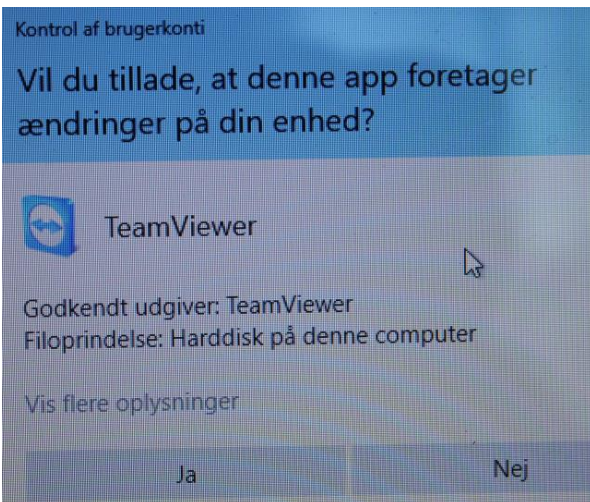 Kontrol af brugerkonti
Vil du tillade, at denne app foretager
ændringer på din enhed?
TeamViewer
Godkendt udgiver: TeamViewer
Filoprindelse: Harddisk på denne computer
Vis flere oplysninger
Ja
Nej